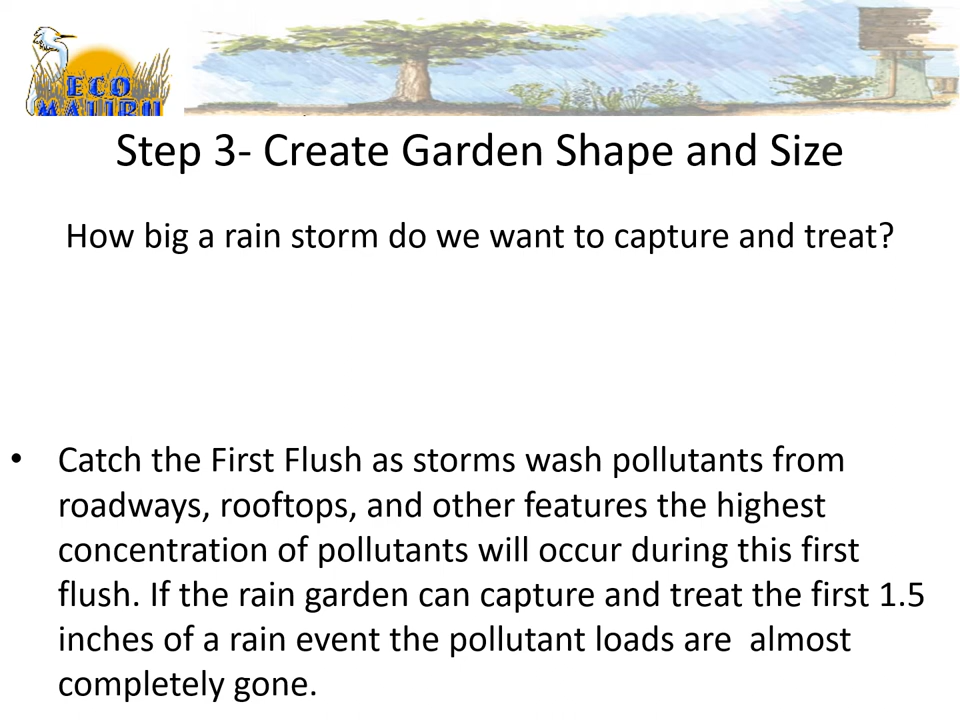 ECO
MALIBU
Step 3- Create Garden Shape and Size
How big a rain storm do we want to capture and treat?
• Catch the First Flush as storms wash pollutants from
roadways, rooftops, and other features the highest
concentration of pollutants will occur during this first
flush. If the rain garden can capture and treat the first 1.5
inches of a rain event the pollutant loads are  almost
completely gone.